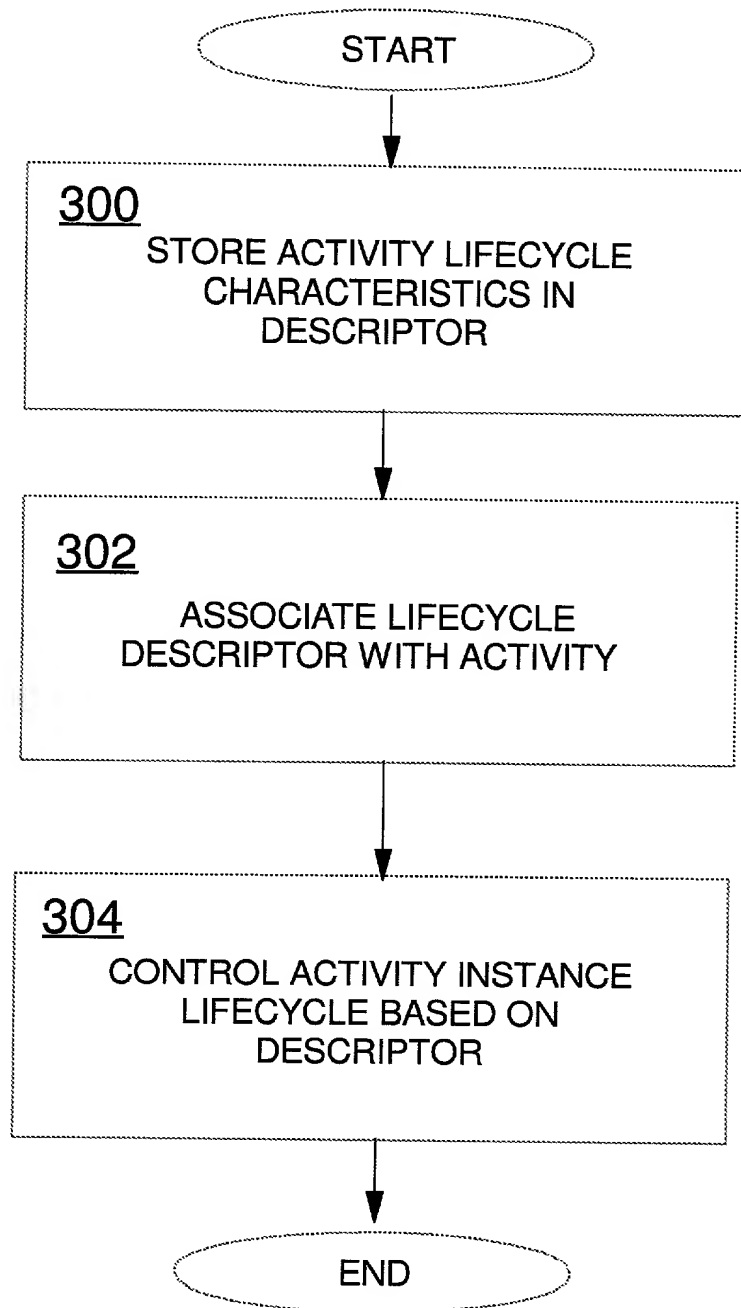 START
300
STORE ACTIVITY LIFECYCLE
CHARACTERISTICS IN
DESCRIPTOR
302
ASSOCIATE LIFECYCLE
DESCRIPTOR WITH ACTIVITY
304
CONTROL ACTIVITY INSTANCE
LIFECYCLE BASED ON
DESCRIPTOR
END